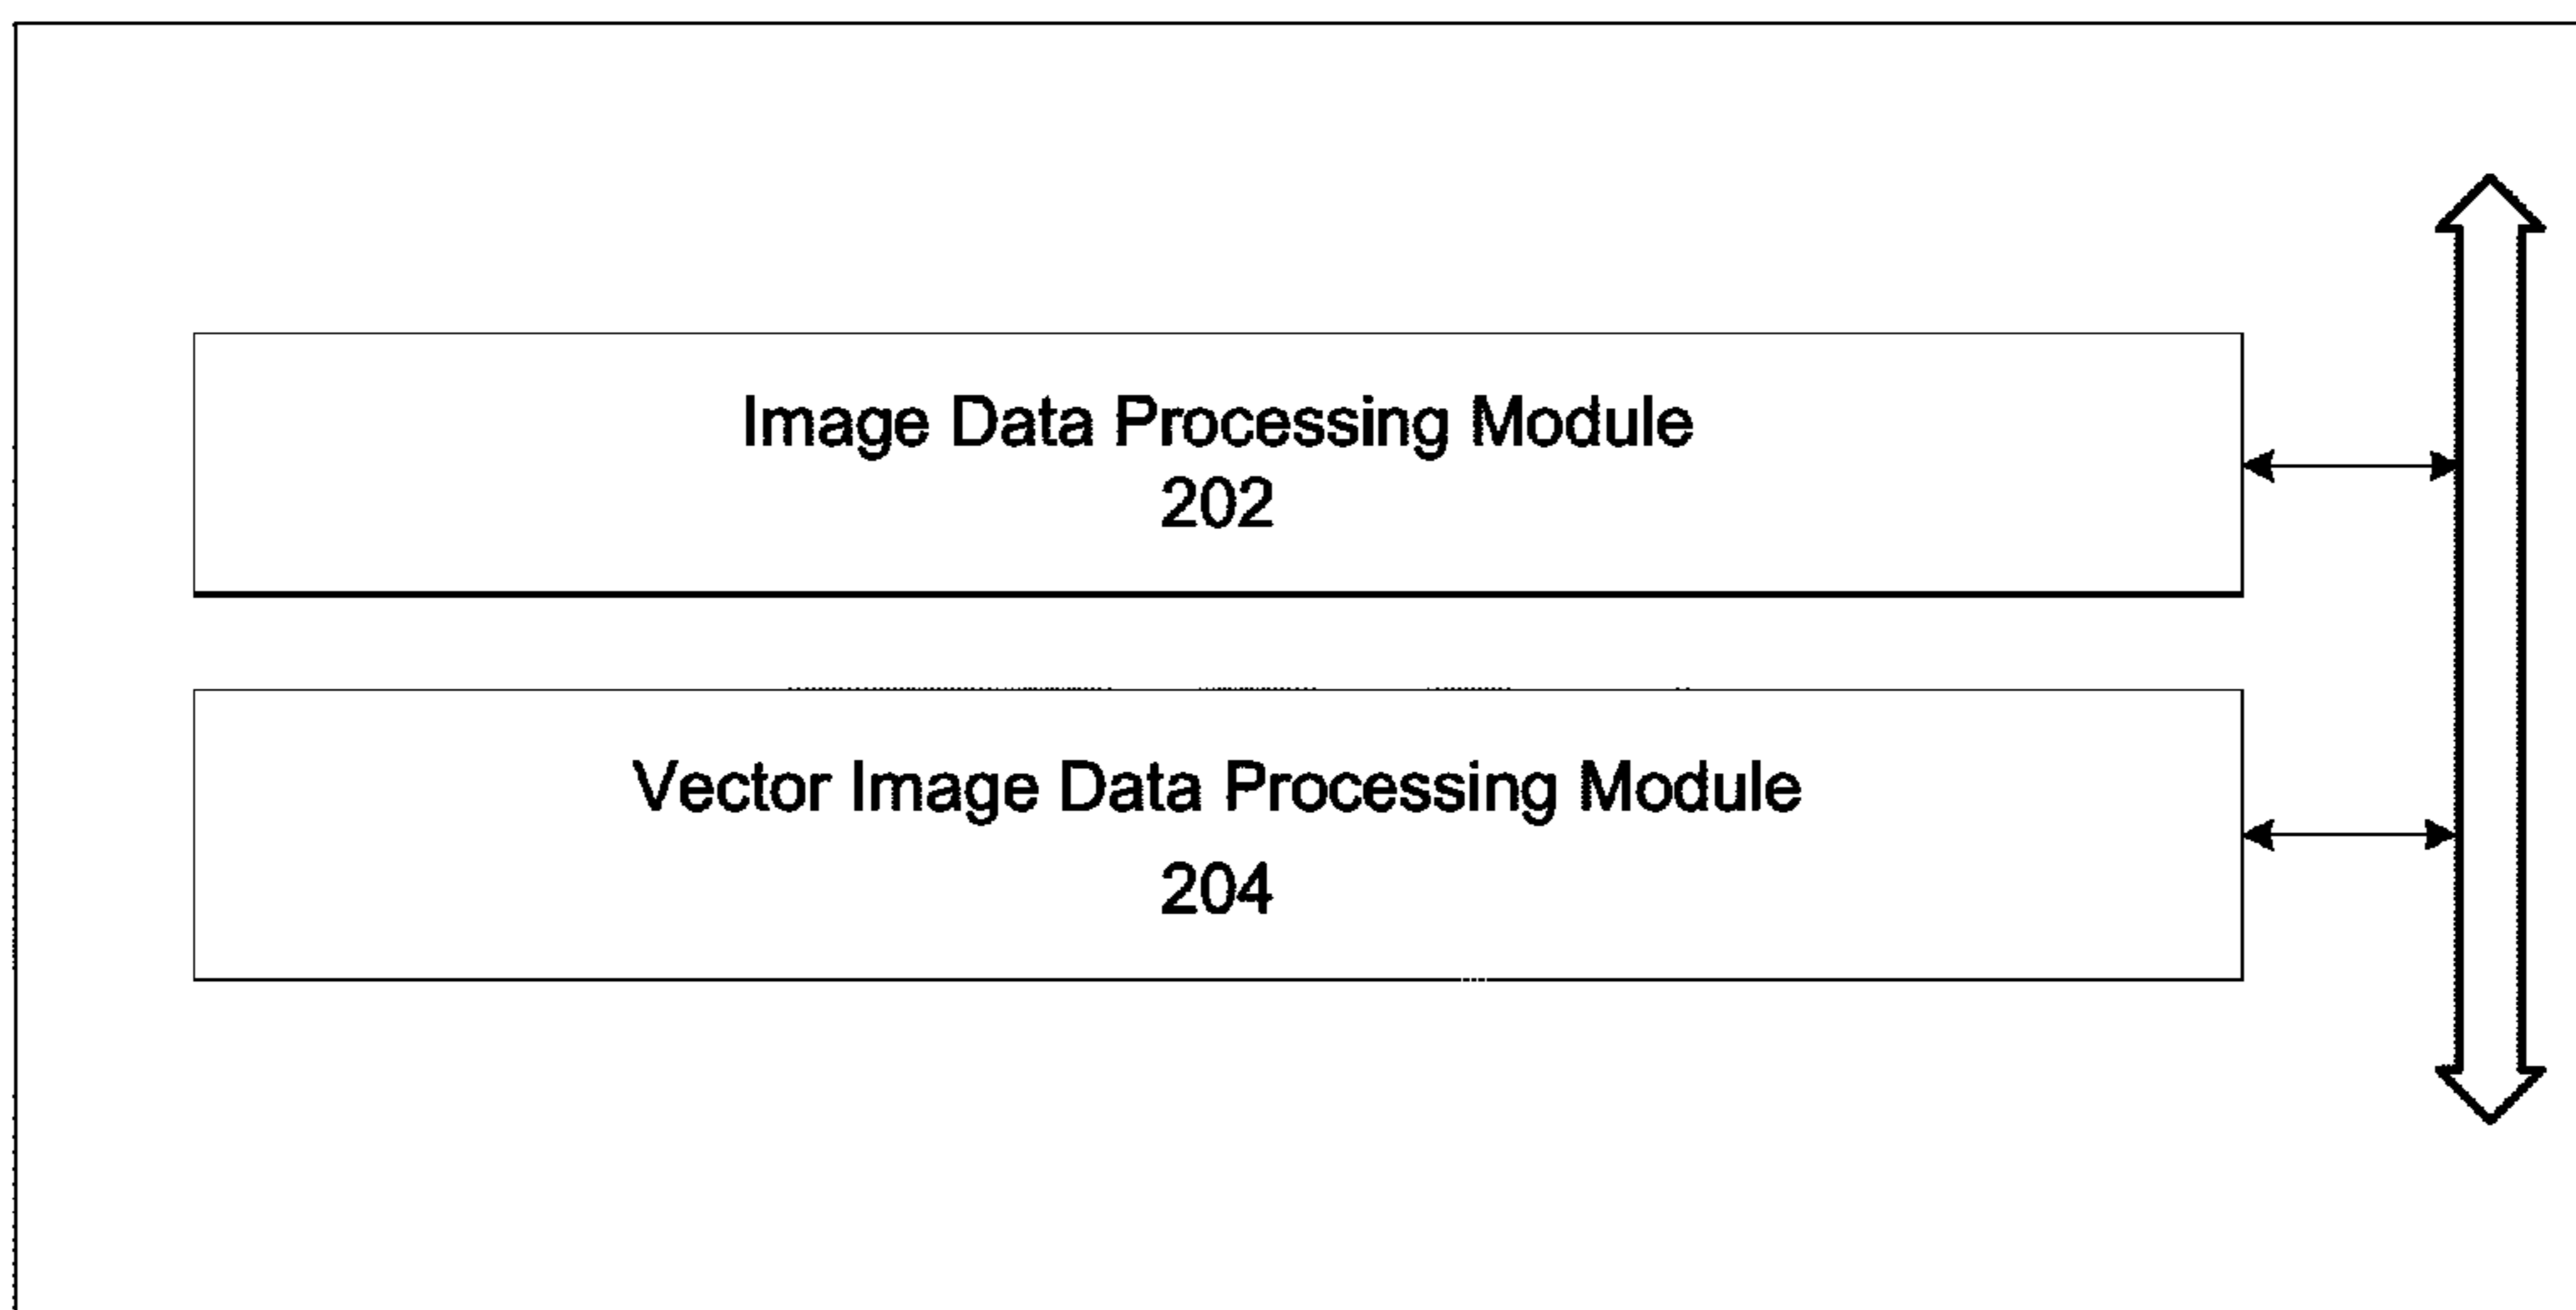 Image Data Processing Module
202
Vector Image Data Processing Module
204